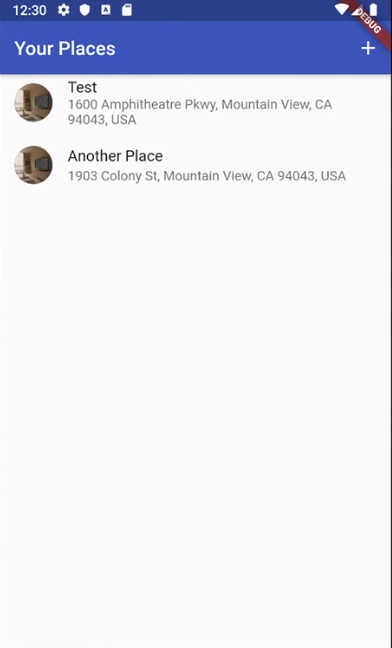 12:30
DEBUG
Your Places
Test
1600 Amphitheatre Pkwy, Mountain View, CA
94043, USA
Another Place
1903 Colony St, Mountain View, CA 94043, USA